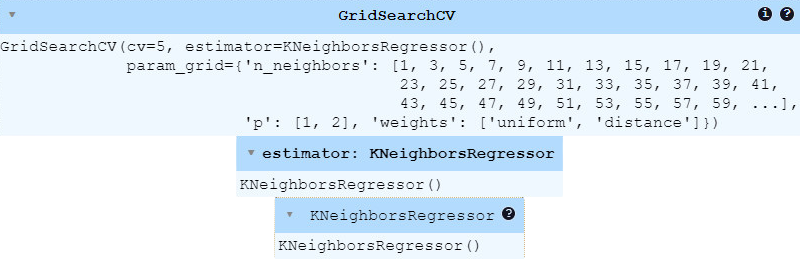 GridSearchCV
GridSearchCV(cv=5, estimator=KNeighborsRegressor(),
param_grid={'n_neighbors': [1, 3, 5, 7, 9, 11, 13, 15, 17, 19, 21,
23, 25, 27, 29, 31, 33, 35, 37, 39, 41,
43, 45, 47, 49, 51, 53, 55, 57, 59, ...],
'p': [1, 2], 'weights': ['uniform', 'distance']})
estimator: KNeighborsRegressor
KNeighborsRegressor()
KNeighborsRegressor
KNeighborsRegressor()